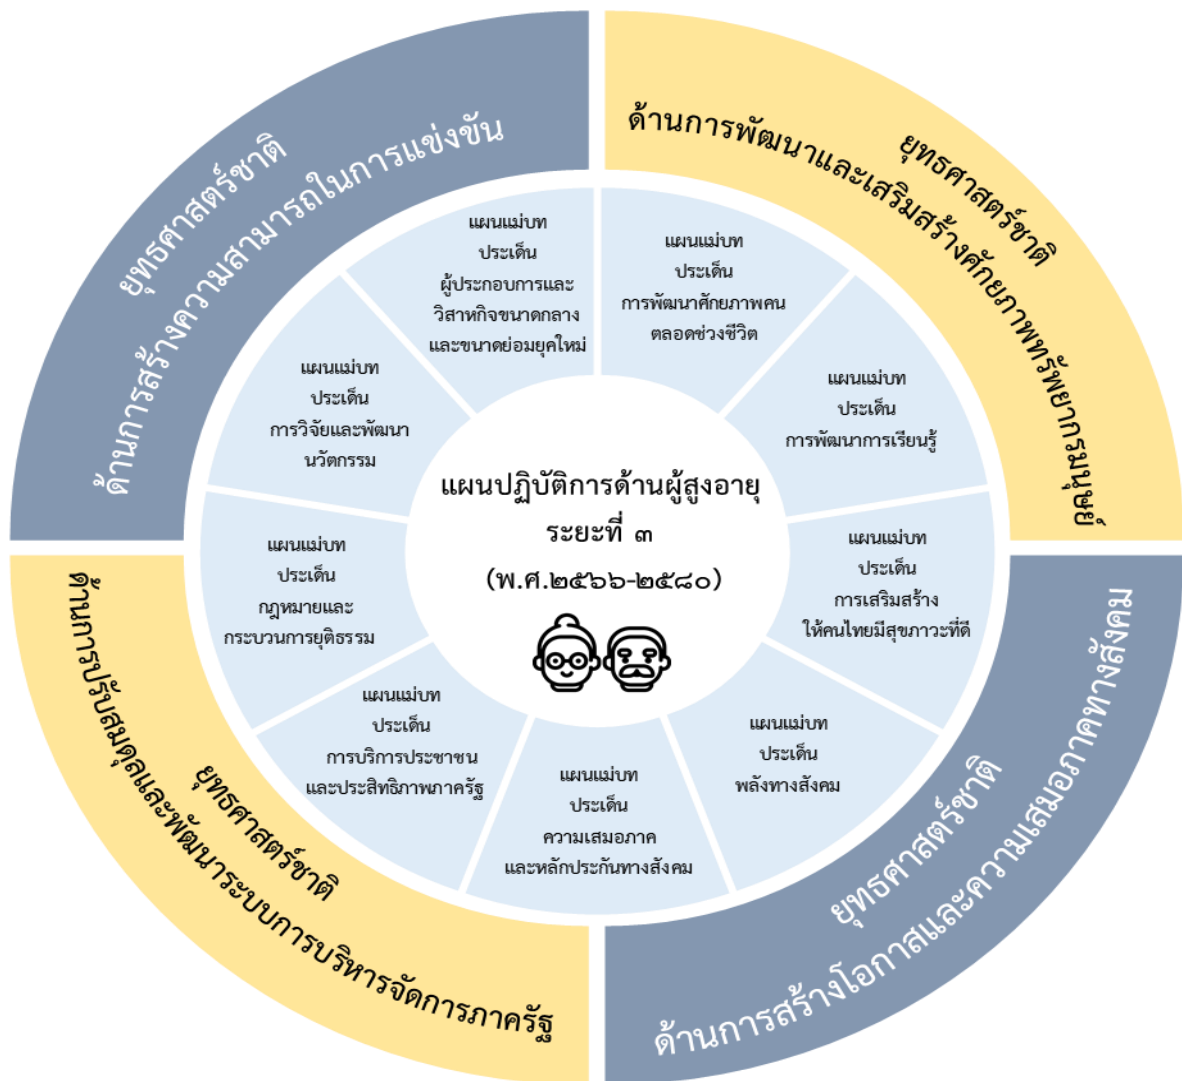 ยุทธศาสตร์ชาติ
ด้านการสร้างความสามารถในการแข่งขัน
ยุทธศาสตร์ชาติ
ด้านการพัฒนาและเสริมสร้างศักยภาพทรัพยากรมนุษย์
แผนแม่บท
ประเด็น
ผู้ประกอบการและ
วิสาหกิจขนาดกลาง
และขนาดย่อมยุคใหม่
แผนแม่บท
ประเด็น
การพัฒนาศักยภาพคน
ตลอดช่วงชีวิต
แผนแม่บท
ประเด็น
การวิจัยและพัฒนา
นวัตกรรม
แผนแม่บท
ประเด็น
การพัฒนาการเรียนรู้
แผนปฏิบัติการด้านผู้สูงอายุ
ระยะที่ ๓
(พ.ศ.๒๕๖๖-๒๕๘๐)
แผนแม่บท
ประเด็น
กฎหมายและ
กระบวนการยุติธรรม
แผนแม่บท
ประเด็น
การเสริมสร้าง
ให้คนไทยมีสุขภาวะที่ดี
แผนแม่บท
ประเด็น
การบริการประชาชน
และประสิทธิภาพภาครัฐ
แผนแม่บท
ประเด็น
ความเสมอภาค
และหลักประกันทางสังคม
แผนแม่บท
ประเด็น
พลังทางสังคม
ยุทธศาสตร์ชาติ
ด้านการปรับสมดุลและพัฒนาระบบการบริหารจัดการภาครัฐ
ยุทธศาสตร์ชาติ
ด้านการสร้างโอกาสและความเสมอภาคทางสังคม